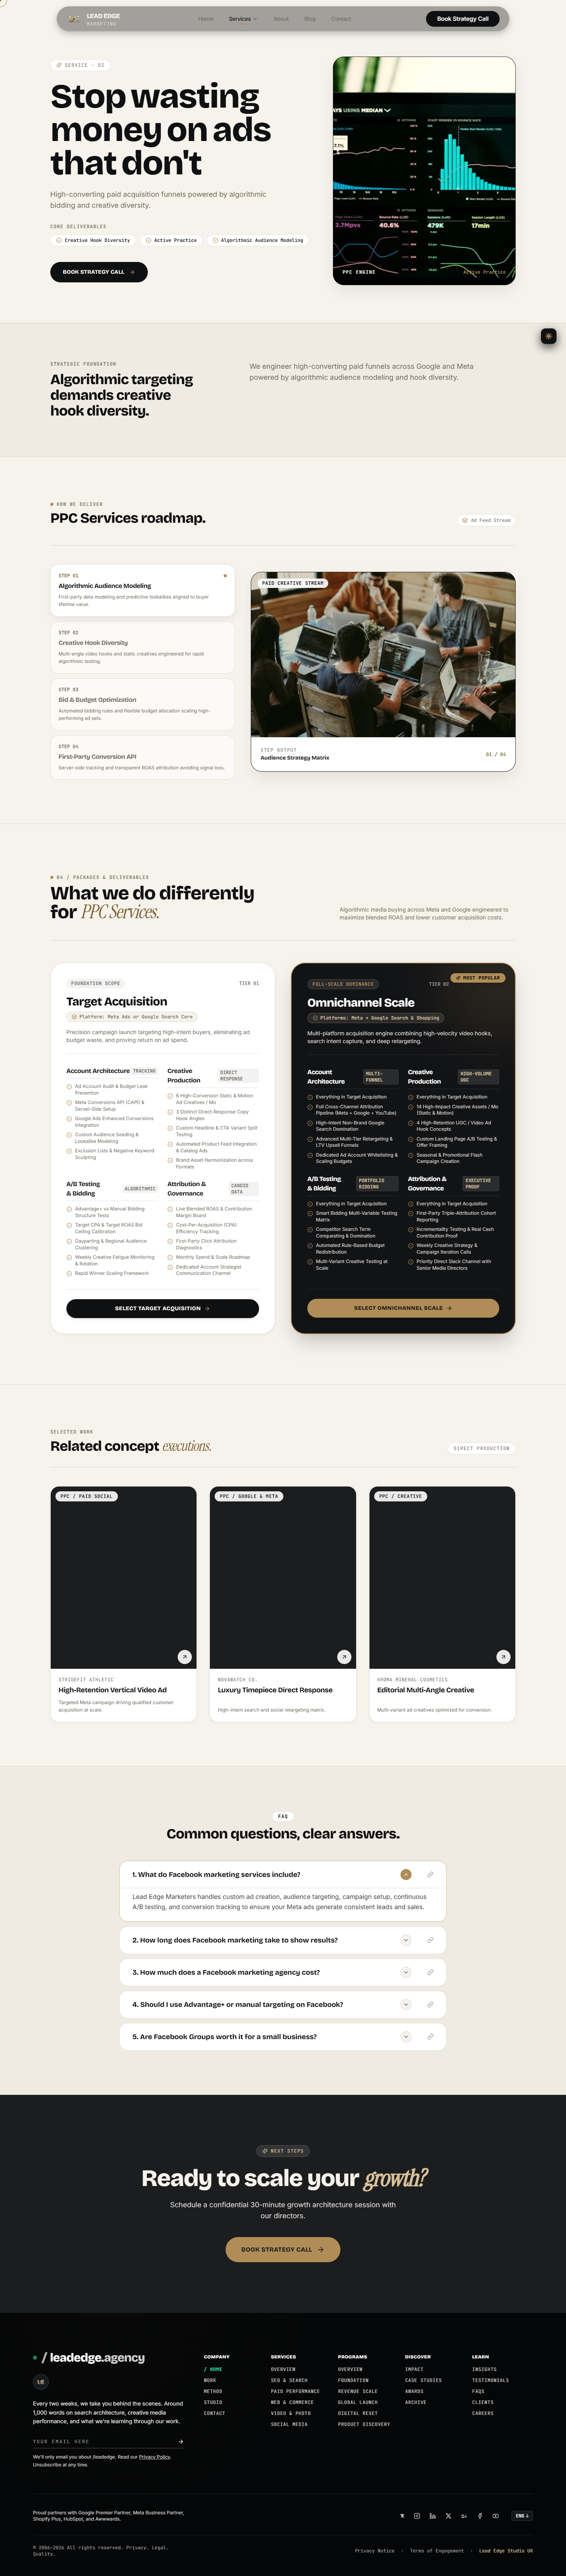 LEAD EDGE
MARKETING
Home
Services
About
Blog
Contact
Book Strategy Call
SERVICE · 02
Stop wasting
money on ads
that don't
High-converting paid acquisition funnels powered by algorithmic
bidding and creative diversity.
CORE DELIVERABLES
Creative Hook Diversity
Active Practice
Algorithmic Audience Modeling
BOOK STRATEGY CALL
USING MEDIAN
2.7Mpvs
40.6%
479K
17min
PPC ENGINE
Active Practice
STRATEGIC FOUNDATION
Algorithmic targeting
demands creative
hook diversity.
We engineer high-converting paid funnels across Google and Meta
powered by algorithmic audience modeling and hook diversity.
HOW WE DELIVER
PPC Services roadmap.
Ad Feed Stream
STEP 01
Algorithmic Audience Modeling
First-party data modeling and predictive lookalikes aligned to buyer
lifetime value.
STEP 02
Creative Hook Diversity
Multi-angle video hooks and static creatives engineered for rapid
algorithmic testing.
STEP 03
Bid & Budget Optimization
Automated bidding rules and flexible budget allocation scaling high-
performing ad sets.
STEP 04
First-Party Conversion API
Server-side tracking and transparent ROAS attribution avoiding signal loss.
PAID CREATIVE STREAM
STEP OUTPUT
Audience Strategy Matrix
01 / 04
04 / PACKAGES & DELIVERABLES
What we do differently
for PPC Services.
Algorithmic media buying across Meta and Google engineered to
maximize blended ROAS and lower customer acquisition costs.
FOUNDATION SCOPE
TIER 01
Target Acquisition
Platform: Meta Ads or Google Search Core
Precision campaign launch targeting high-intent buyers, eliminating ad
budget waste, and proving return on ad spend.
Account Architecture
TRACKING
Ad Account Audit & Budget Leak
Prevention
Meta Conversions API (CAPI) &
Server-Side Setup
Google Ads Enhanced Conversions
Integration
Custom Audience Seeding &
Lookalike Modeling
Exclusion Lists & Negative Keyword
Sculpting
Creative
Production
DIRECT
RESPONSE
6 High-Conversion Static & Motion
Ad Creatives / Mo
3 Distinct Direct-Response Copy
Hook Angles
Custom Headline & CTA Variant Split
Testing
Automated Product Feed Integration
& Catalog Ads
Brand Asset Harmonization across
Formats
A/B Testing
& Bidding
ALGORITHMIC
Advantage+ vs Manual Bidding
Structure Tests
Target CPA & Target ROAS Bid
Ceiling Calibration
Dayparting & Regional Audience
Clustering
Weekly Creative Fatigue Monitoring
& Rotation
Rapid Winner Scaling Framework
Attribution &
Governance
CANDID
DATA
Live Blended ROAS & Contribution
Margin Board
Cost-Per-Acquisition (CPA)
Efficiency Tracking
First-Party Click Attribution
Diagnostics
Monthly Spend & Scale Roadmap
Dedicated Account Strategist
Communication Channel
SELECT TARGET ACQUISITION
MOST POPULAR
FULL-SCALE DOMINANCE
TIER 02
Omnichannel Scale
Platforms: Meta + Google Search & Shopping
Multi-platform acquisition engine combining high-velocity video hooks,
search intent capture, and deep retargeting.
Account
Architecture
MULTI-
FUNNEL
Everything in Target Acquisition
Full Cross-Channel Attribution
Pipeline (Meta + Google + YouTube)
High-Intent Non-Brand Google
Search Domination
Advanced Multi-Tier Retargeting &
LTV Upsell Funnels
Dedicated Ad Account Whitelisting &
Scaling Budgets
Creative
Production
HIGH-VOLUME
UGC
Everything in Target Acquisition
14 High-Impact Creative Assets / Mo
(Static & Motion)
4 High-Retention UGC / Video Ad
Hook Concepts
Custom Landing Page A/B Testing &
Offer Framing
Seasonal & Promotional Flash
Campaign Creation
A/B Testing
& Bidding
PORTFOLIO
BIDDING
Everything in Target Acquisition
Smart Bidding Multi-Variable Testing
Matrix
Competitor Search Term
Conquesting & Domination
Automated Rule-Based Budget
Redistribution
Multi-Variant Creative Testing at
Scale
Attribution &
Governance
EXECUTIVE
PROOF
Everything in Target Acquisition
First-Party Triple-Attribution Cohort
Reporting
Incrementality Testing & Real Cash
Contribution Proof
Weekly Creative Strategy &
Campaign Iteration Calls
Priority Direct Slack Channel with
Senior Media Directors
SELECT OMNICHANNEL SCALE
SELECTED WORK
Related concept executions.
DIRECT PRODUCTION
PPC / PAID SOCIAL
STRIDEFIT ATHLETIC
High-Retention Vertical Video Ad
Targeted Meta campaign driving qualified customer
acquisition at scale.
PPC / GOOGLE & META
NOVAWATCH CO.
Luxury Timepiece Direct Response
High-intent search and social retargeting matrix.
PPC / CREATIVE
KROMA MINERAL COSMETICS
Editorial Multi-Angle Creative
Multi-variant ad creatives optimized for conversion.
FAQ
Common questions, clear answers.
1. What do Facebook marketing services include?
Lead Edge Marketers handles custom ad creation, audience targeting, campaign setup, continuous
A/B testing, and conversion tracking to ensure your Meta ads generate consistent leads and sales.
2. How long does Facebook marketing take to show results?
3. How much does a Facebook marketing agency cost?
4. Should I use Advantage+ or manual targeting on Facebook?
5. Are Facebook Groups worth it for a small business?
NEXT STEPS
Ready to scale your growth?
Schedule a confidential 30-minute growth architecture session with
our directors.
BOOK STRATEGY CALL
/ leadedge.agency
LE
Every two weeks, we take you behind the scenes. Around
1,000 words on search architecture, creative media
performance, and what we're learning through our work.
YOUR EMAIL HERE
We'll only email you about /leadedge. Read our Privacy Policy.
Unsubscribe at any time.
COMPANY
/ HOME
WORK
METHOD
STUDIO
CONTACT
SERVICES
OVERVIEW
SEO & SEARCH
PAID PERFORMANCE
WEB & COMMERCE
VIDEO & PHOTO
SOCIAL MEDIA
PROGRAMS
OVERVIEW
FOUNDATION
REVENUE SCALE
GLOBAL LAUNCH
DIGITAL RESET
PRODUCT DISCOVERY
DISCOVER
IMPACT
CASE STUDIES
AWARDS
ARCHIVE
LEARN
INSIGHTS
TESTIMONIALS
FAQS
CLIENTS
CAREERS
Proud partners with Google Premier Partner, Meta Business Partner,
Shopify Plus, HubSpot, and Awwwards.
ENG
© 2006–2026 All rights reserved. Privacy. Legal.
Quality.
Privacy Notice · Terms of Engagement · Lead Edge Studio UK